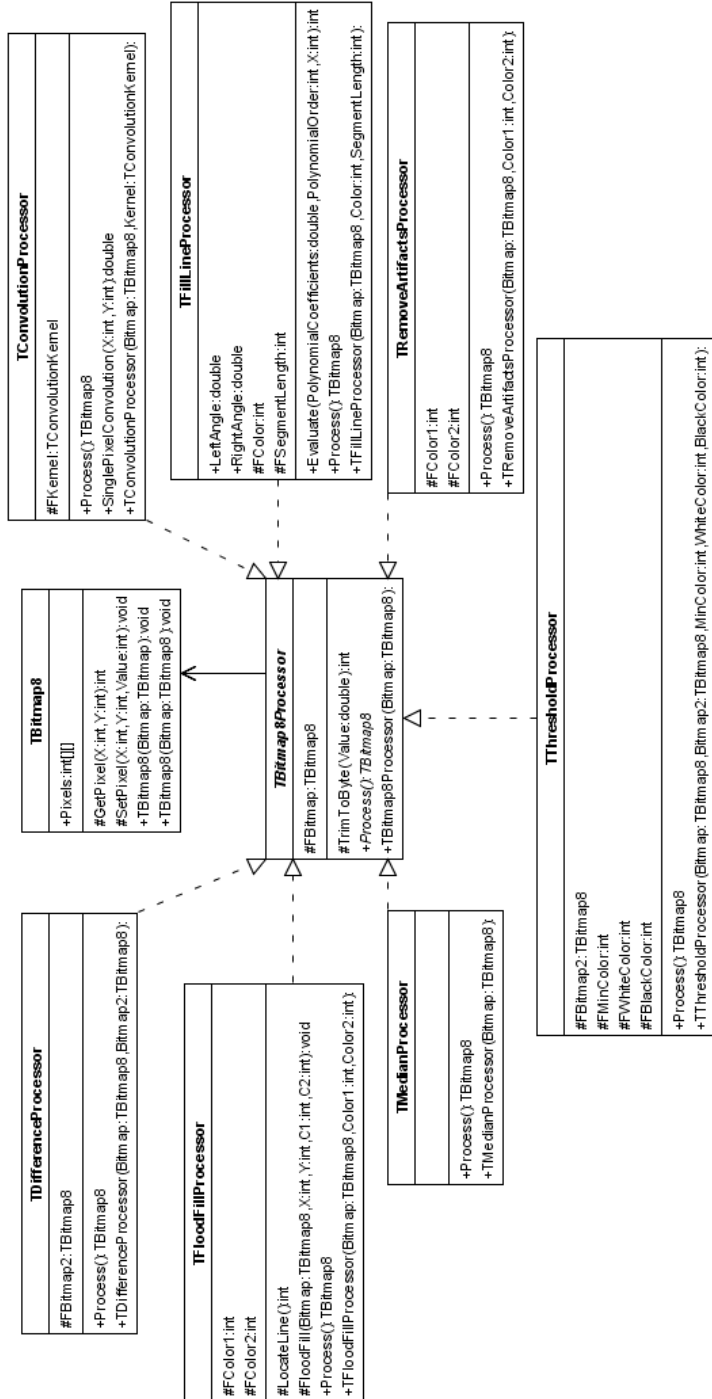 TDifferenceProcessor
#FBitmap2:TBitmap8
+Process():TBitmap8
+TDifferenceProcessor(Bitmap:TBitmap8,Bitmap2:TBitmap8):
TBitmap8
+Pixels:int[][]
#GetPixel(X:int,Y:int):int
#SetPixel(X:int,Y:int,Value:int):void
+TBitmap8(Bitmap:TBitmap):void
+TBitmap8(Bitmap:TBitmap8):void
TConvolutionProcessor
#FKernel:TConvolutionKernel
+Process():TBitmap8
+SinglePixelConvolution(X:int,Y:int):double
+TConvolutionProcessor(Bitmap:TBitmap8,Kernel:TConvolutionKernel):
TFloodFillProcessor
#FColor1:int
#FColor2:int
#LocateLine():int
#FloodFill(Bitmap:TBitmap8,X:int,Y:int,C1:int,C2:int):void
+Process():TBitmap8
+TFloodFillProcessor(Bitmap:TBitmap8,Color1:int,Color2:int):
TBitmap8Processor
#FBitmap:TBitmap8
#TrimToByte(Value:double):int
+Process():TBitmap8
+TBitmap8Processor(Bitmap:TBitmap8):
TFillLineProcessor
+LeftAngle:double
+RightAngle:double
#FColor:int
#FSegmentLength:int
+Evaluate(PolynomialCoefficients:double,PolynomialOrder:int,X:int):int
+Process():TBitmap8
+TFillLineProcessor(Bitmap:TBitmap8,Color:int,SegmentLength:int):
TMedianProcessor
+Process():TBitmap8
+TMedianProcessor(Bitmap:TBitmap8):
TRemoveArtifactsProcessor
#FColor1:int
#FColor2:int
+Process():TBitmap8
+TRemoveArtifactsProcessor(Bitmap:TBitmap8,Color1:int,Color2:int):
TThresholdProcessor
#FBitmap2:TBitmap8
#FMinColor:int
#FWhiteColor:int
#FBlackColor:int
+Process():TBitmap8
+TThresholdProcessor(Bitmap:TBitmap8,Bitmap2:TBitmap8,MinColor:int,WhiteColor:int,BlackColor:int):